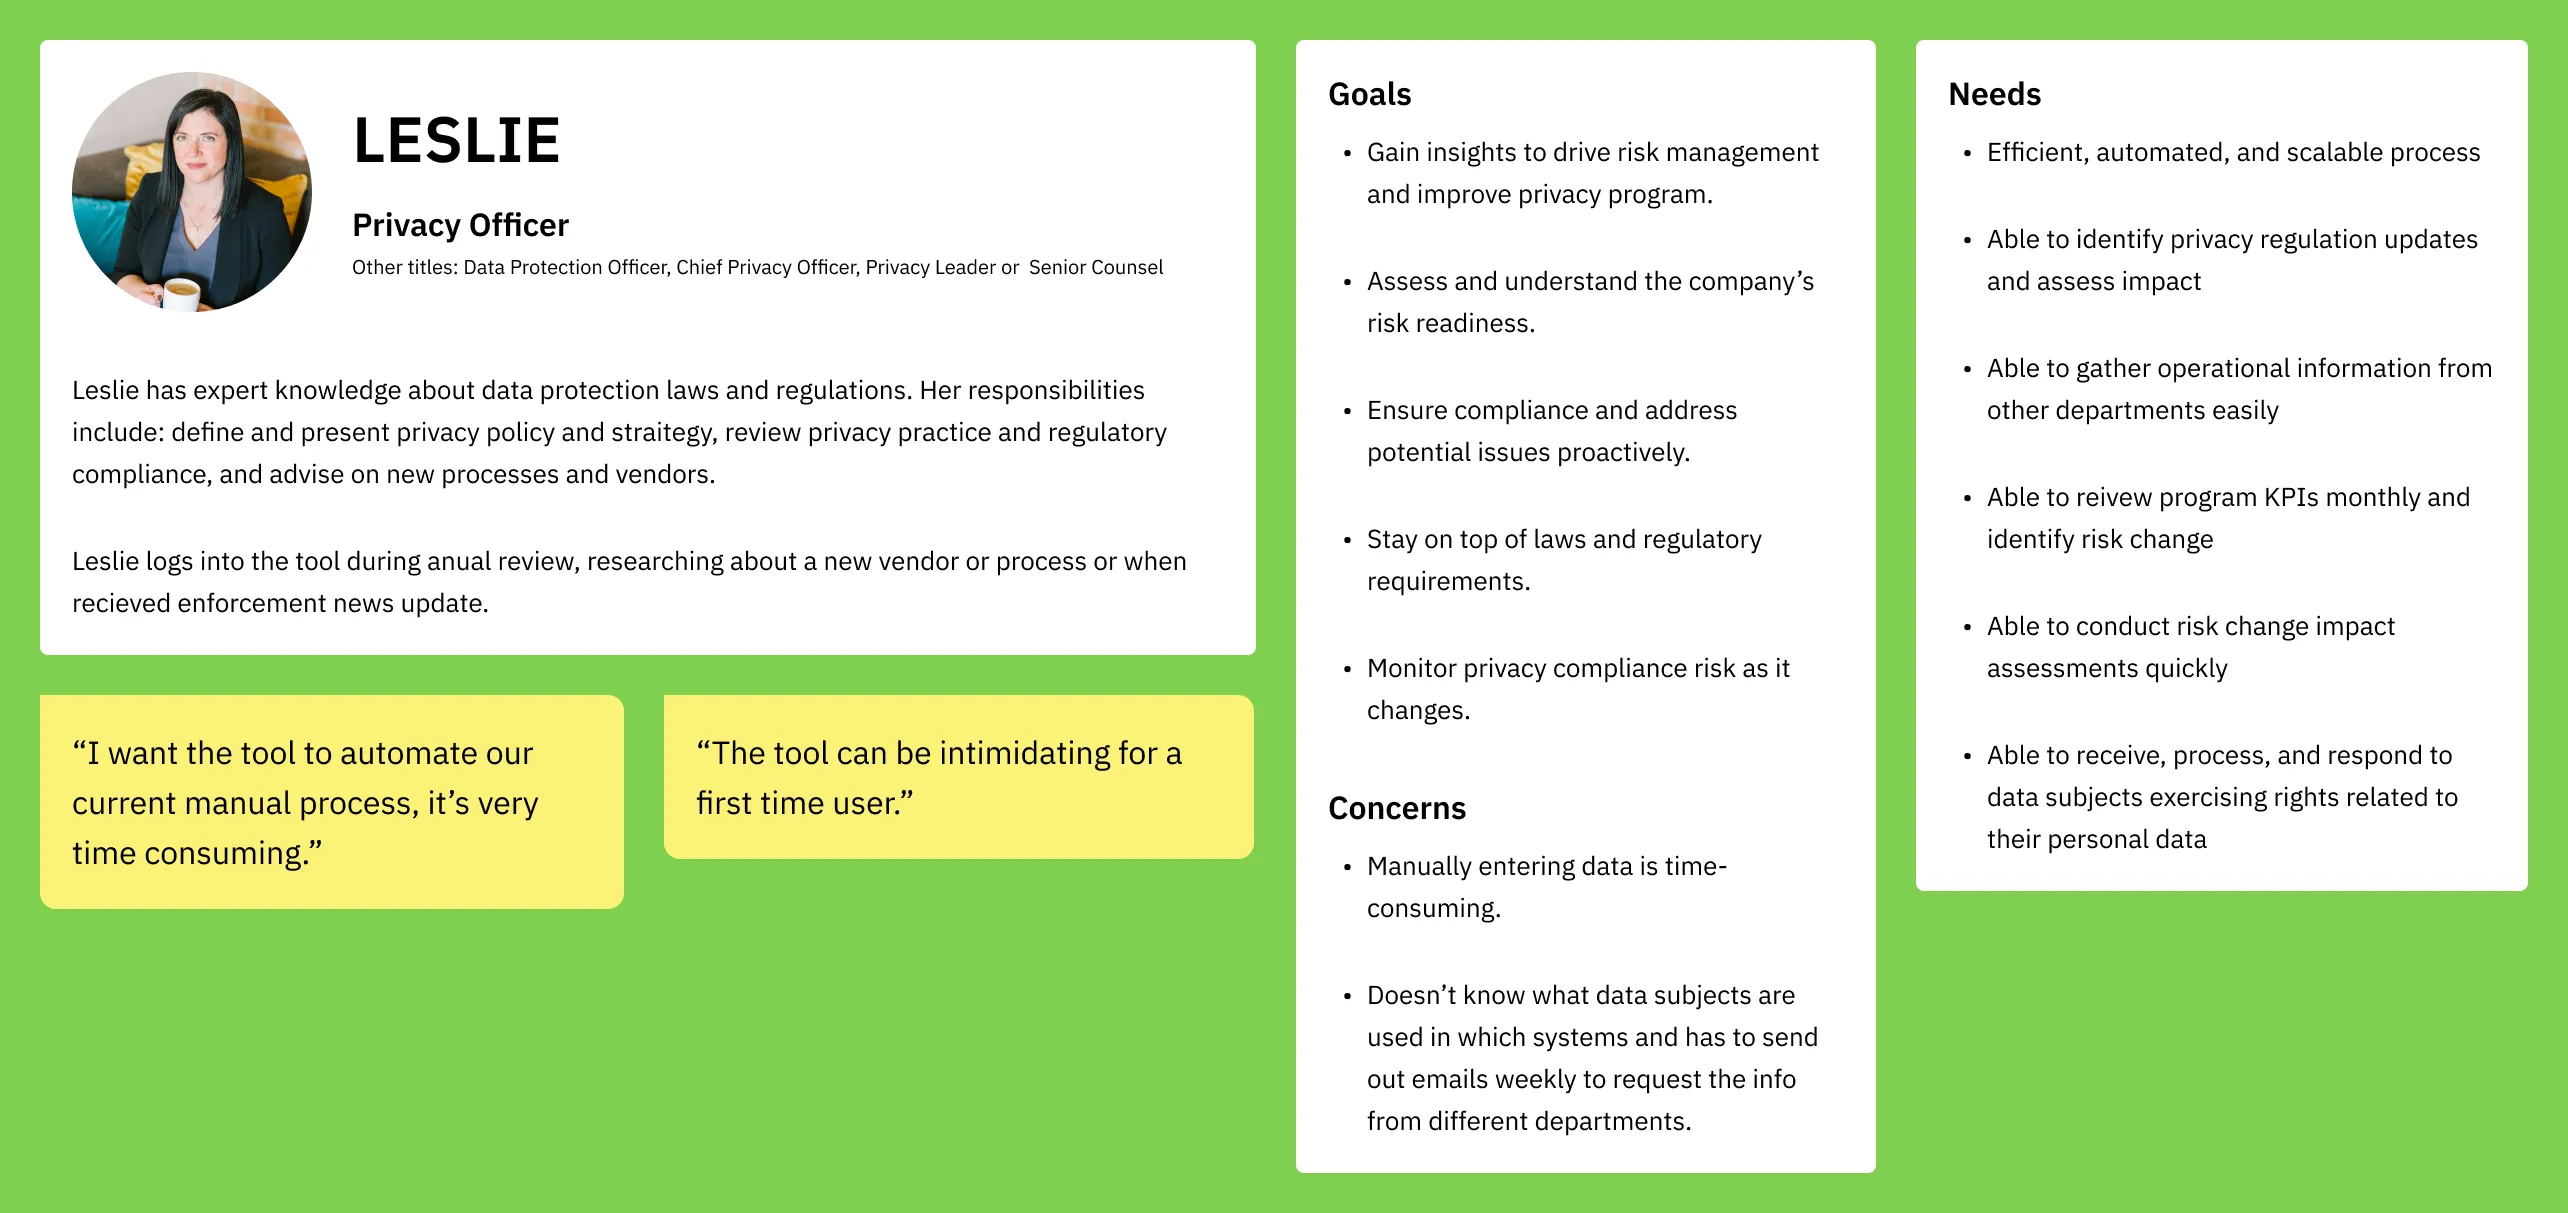 LESLIE
Privacy Officer
Other titles: Data Protection Officer, Chief Privacy Officer, Privacy Leader or  Senior Counsel
Leslie has expert knowledge about data protection laws and regulations. Her responsibilities
include: define and present privacy policy and straitegy, review privacy practice and regulatory
compliance, and advise on new processes and vendors.
Leslie logs into the tool during anual review, researching about a new vendor or process or when
recieved enforcement news update.
“I want the tool to automate our
current manual process, it’s very
time consuming.”
“The tool can be intimidating for a
first time user.”
Goals
• Gain insights to drive risk management
and improve privacy program.
• Assess and understand the company’s
risk readiness.
• Ensure compliance and address
potential issues proactively.
• Stay on top of laws and regulatory
requirements.
• Monitor privacy compliance risk as it
changes.
Concerns
• Manually entering data is time-
consuming.
• Doesn’t know what data subjects are
used in which systems and has to send
out emails weekly to request the info
from different departments.
Needs
• Efficient, automated, and scalable process
• Able to identify privacy regulation updates
and assess impact
• Able to gather operational information from
other departments easily
• Able to reivew program KPIs monthly and
identify risk change
• Able to conduct risk change impact
assessments quickly
• Able to receive, process, and respond to
data subjects exercising rights related to
their personal data